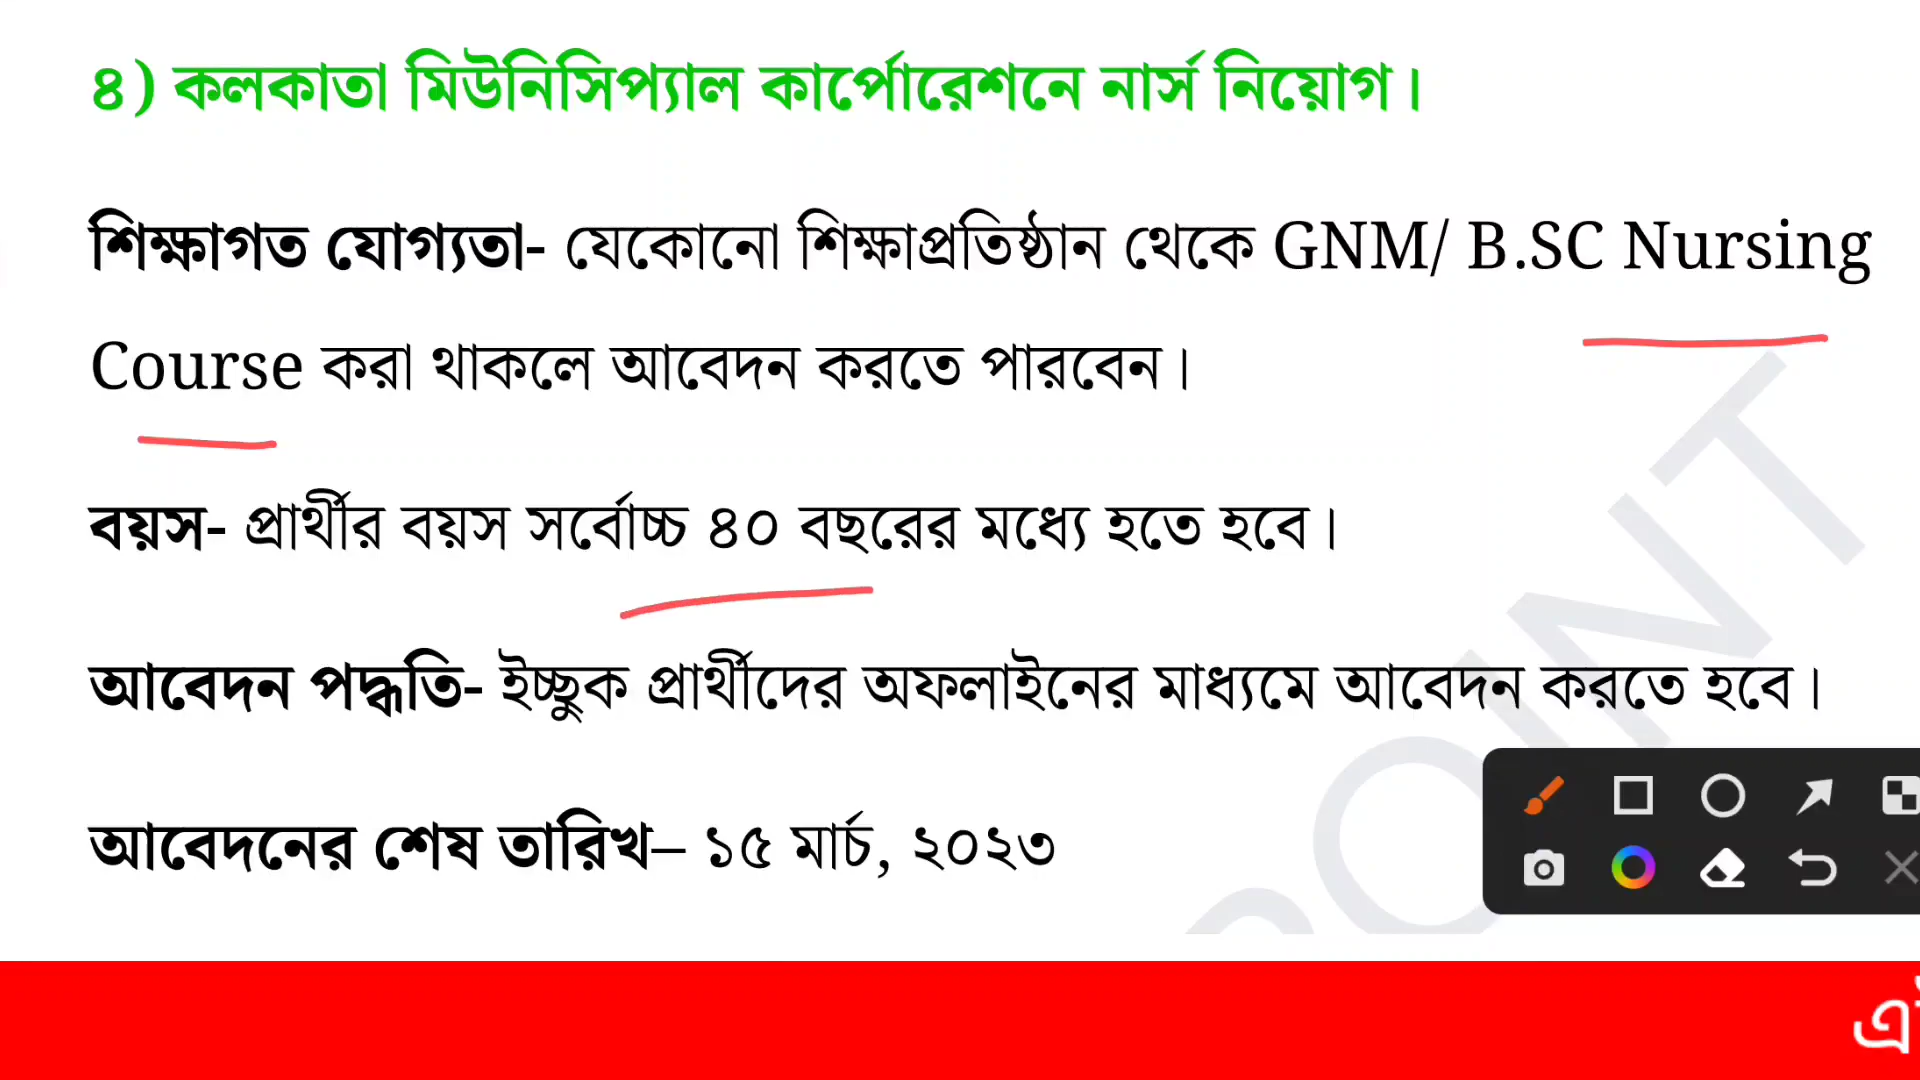 ৪) কলকাতা মিউনিসিপ্যাল কার্পোরেশনে নার্স নিয়োগ।
শিক্ষাগত যোগ্যতা- যেকোনো শিক্ষাপ্রতিষ্ঠান থেকে GNM/ B.SC Nursing
Course করা থাকলে আবেদন করতে পারবেন।
বয়স- প্রার্থীর বয়স সর্বোচ্চ ৪০ বছরের মধ্যে হতে হবে।
আবেদন পদ্ধতি- ইচ্ছুক প্রার্থীদের অফলাইনের মাধ্যমে আবেদন করতে হবে।
আবেদনের শেষ তারিখ– ১৫ মার্চ, ২০২৩